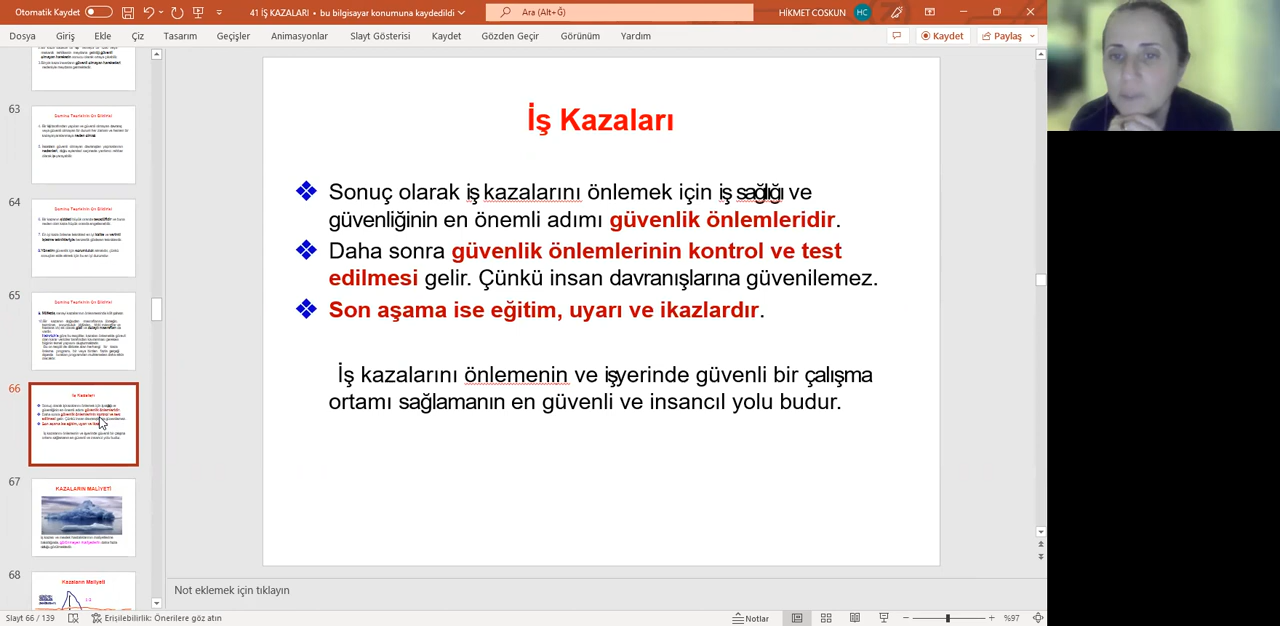 Otomatik Kaydet
41 İŞ KAZALARI • bu bilgisayar konumuna kaydedildi
Ara (Alt+Ğ)
HİKMET COSKUN
HC
Dosya Giriş Ekle Çiz Tasarım Geçişler Animasyonlar Slayt Gösterisi Kaydet Gözden Geçir Görünüm Yardım
Kaydet
Paylaş
63
64
65
66
İş Kazaları
67
KAZALARIN MALİYETİ
68
Kazaların Maliyeti
İş Kazaları
Sonuç olarak iş kazalarını önlemek için iş sağlığı ve
güvenliğinin en önemli adımı güvenlik önlemleridir.
Daha sonra güvenlik önlemlerinin kontrol ve test
edilmesi gelir. Çünkü insan davranışlarına güvenilemez.
Son aşama ise eğitim, uyarı ve ikazlardır.
İş kazalarını önlemenin ve işyerinde güvenli bir çalışma
ortamı sağlamanın en güvenli ve insancıl yolu budur.
Not eklemek için tıklayın
Slayt 66 / 139
Erişilebilirlik: Önerilere göz atın
Notlar
%97